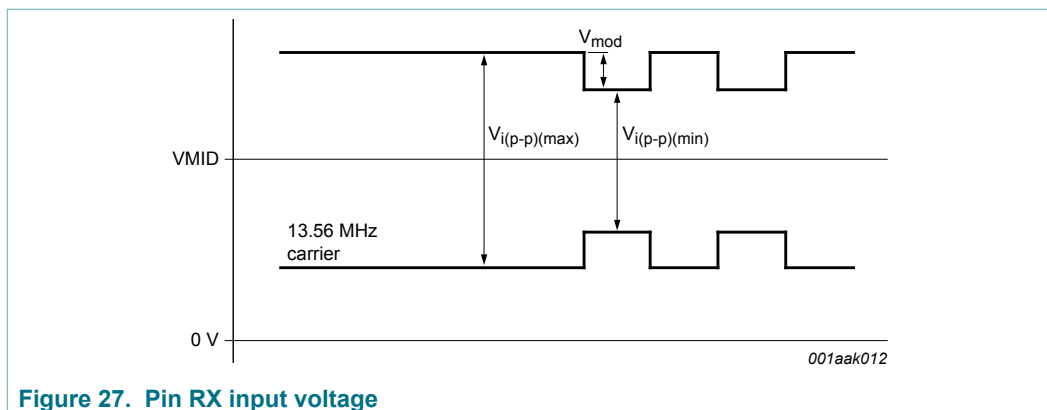 Vmod
Vi(p-p)(max)
Vi(p-p)(min)
VMID
13.56 MHz
carrier
0 V
001aak012
Figure 27. Pin RX input voltage